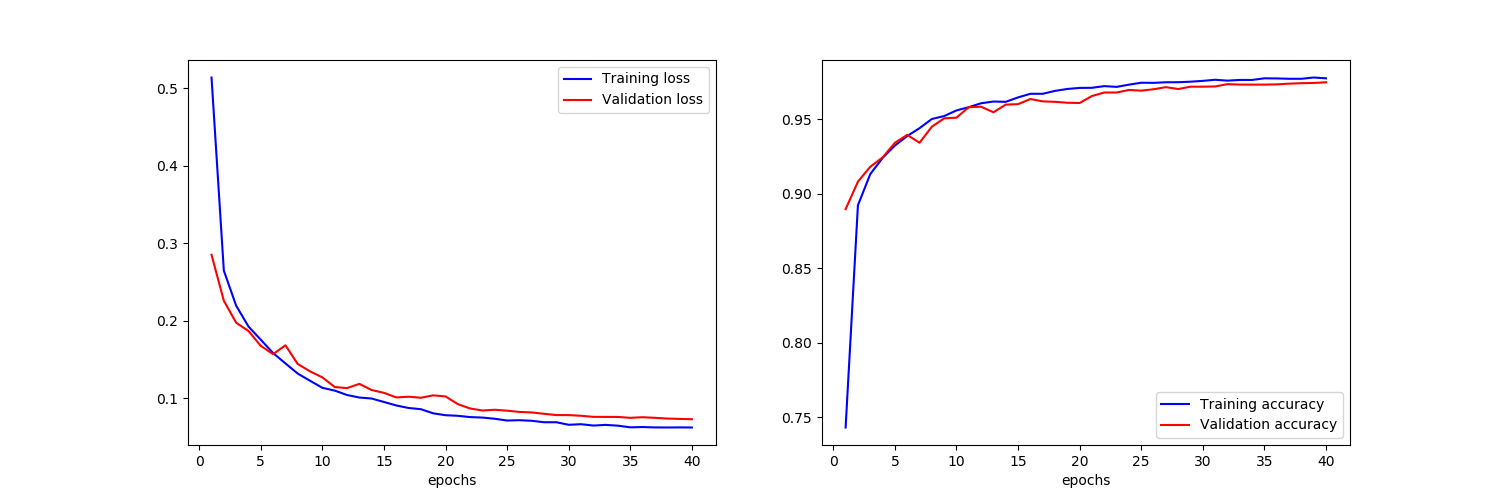 Training loss
Validation loss
0.5
0.4
0.3
0.2
0.1
0 5 10 15 20 25 30 35 40
epochs
0.95
0.90
0.85
0.80
0.75
Training accuracy
Validation accuracy
0 5 10 15 20 25 30 35 40
epochs